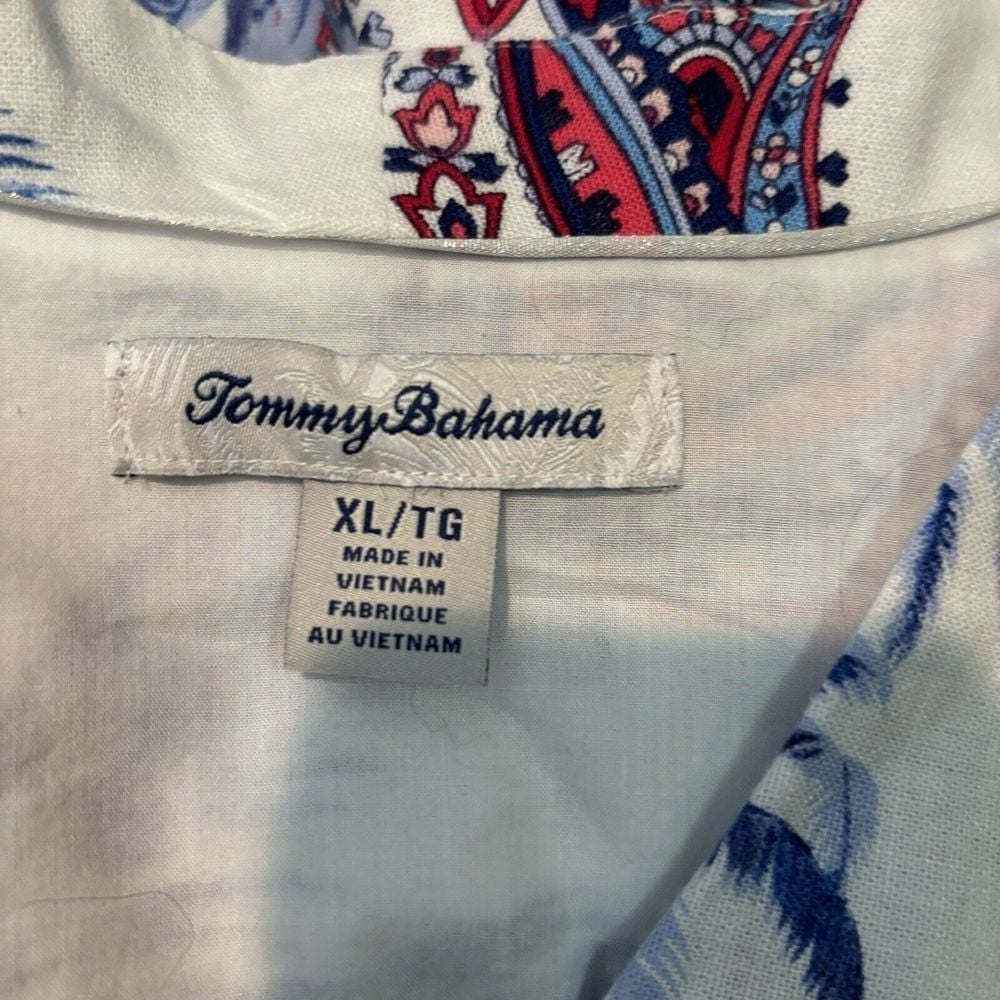 Tommy Bahama
XL/TG
MADE IN
VIETNAM
FABRIQUE
AU VIETNAM